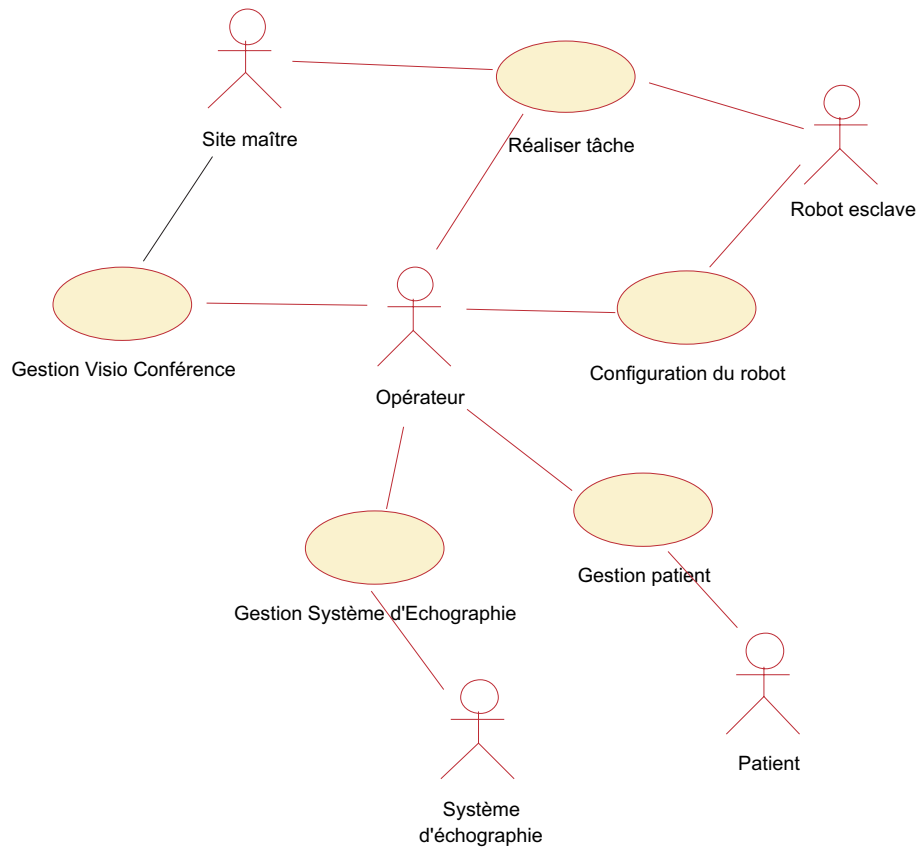 Site maître
Réaliser tâche
Robot esclave
Gestion Visio Conférence
Configuration du robot
Opérateur
Gestion patient
Gestion Système d'Echographie
Patient
Système
d'échographie